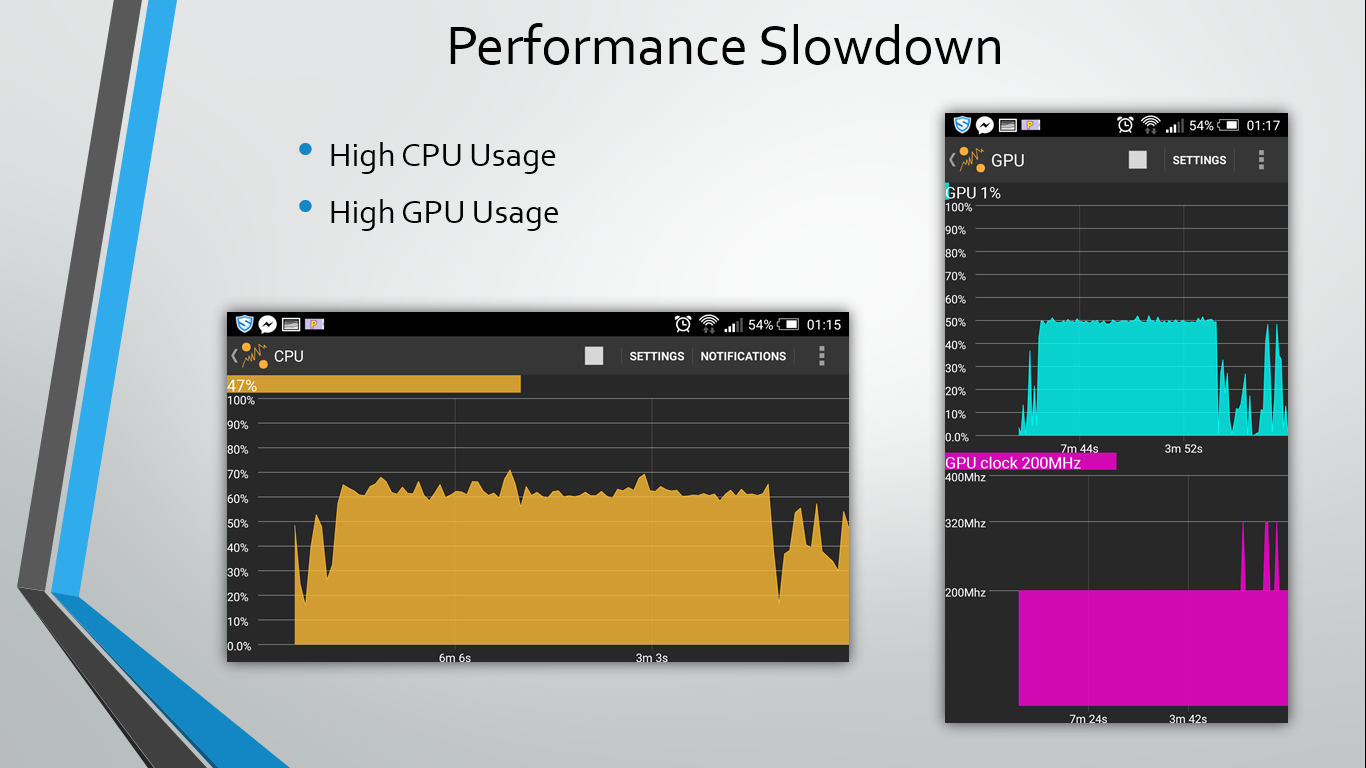 Performance Slowdown
High CPU Usage
High GPU Usage
54% 01:15
CPU SETTINGS NOTIFICATIONS
47%
100%
90%
80%
70%
60%
50%
40%
30%
20%
10%
0.0%
6m 6s 3m 3s
54% 01:17
GPU SETTINGS
GPU 1%
100%
90%
80%
70%
60%
50%
40%
30%
20%
10%
0.0%
7m 44s 3m 52s
GPU clock 200MHz
400Mhz
320Mhz
200Mhz
7m 24s 3m 42s